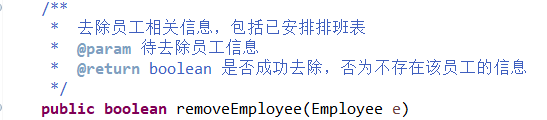 /**
 * 去除员工相关信息，包括已安排排班表
 * @param 待去除员工信息
 * @return boolean 是否成功去除，否为不存在该员工的信息
 */
public boolean removeEmployee(Employee e)